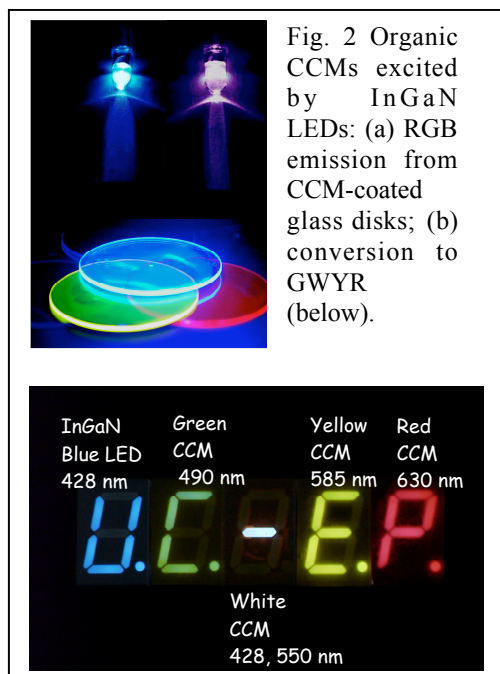 Fig. 2 Organic
CCMs excited
by InGaN
LEDs: (a) RGB
emission from
CCM-coated
glass disks; (b)
conversion to
GWYR
(below).
InGaN
Blue LED
428 nm
Green
CCM
490 nm
Yellow
CCM
585 nm
Red
CCM
630 nm
U.C-E.P.
White
CCM
428, 550 nm